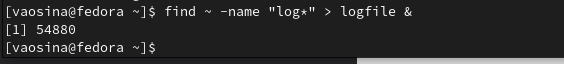 [vaosina@fedora ~]$ find ~ -name "log*" > logfile &
[1] 54880
[vaosina@fedora ~]$